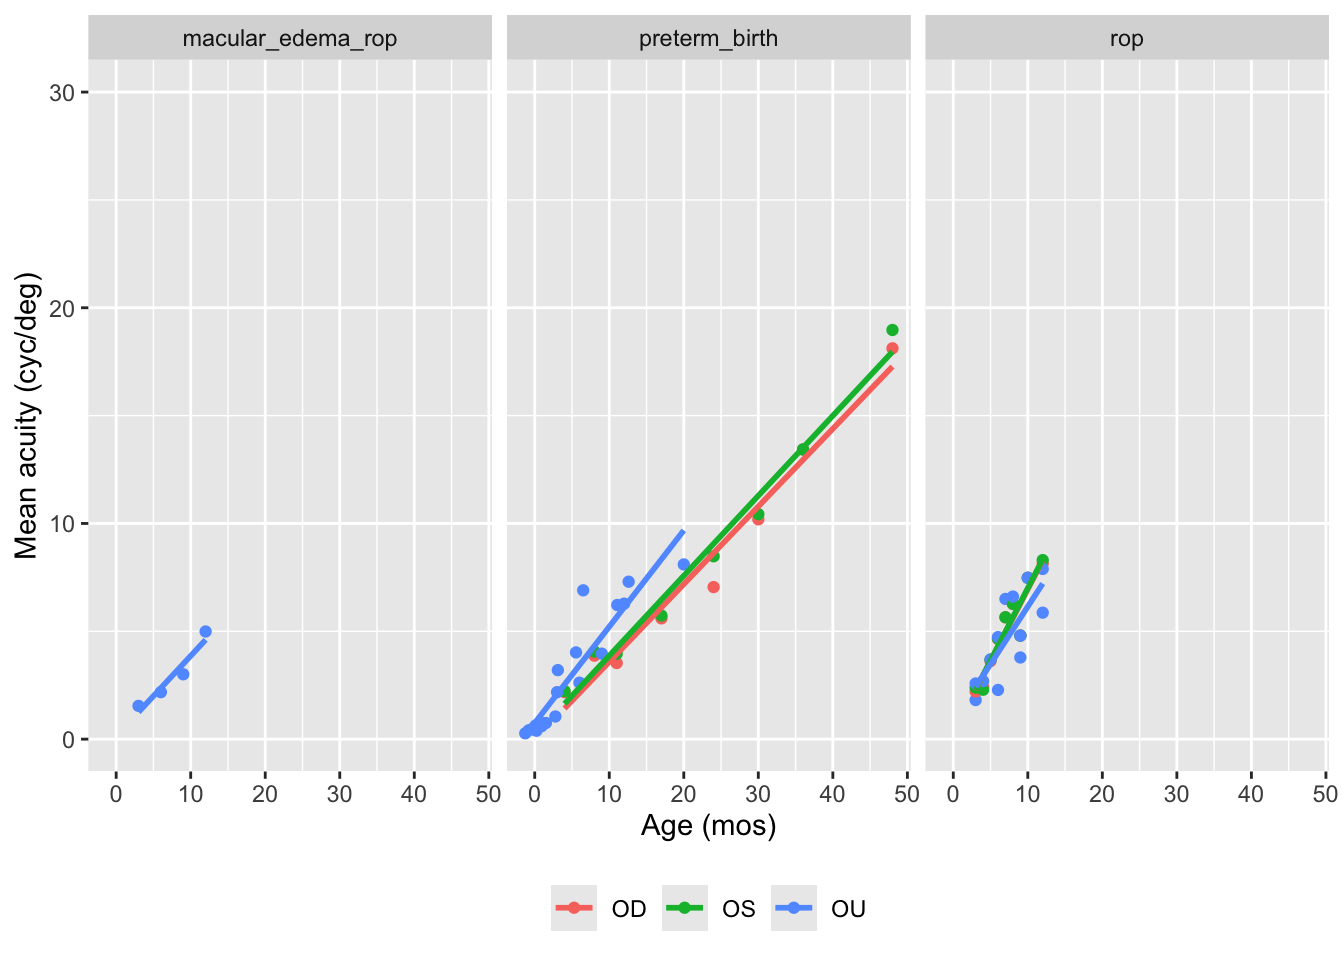 macular_edema_rop preterm_birth rop
Mean acuity (cyc/deg)
30
20
10
0
0 10 20 30 40 50 0 10 20 30 40 50 0 10 20 30 40 50
Age (mos)
OD OS OU